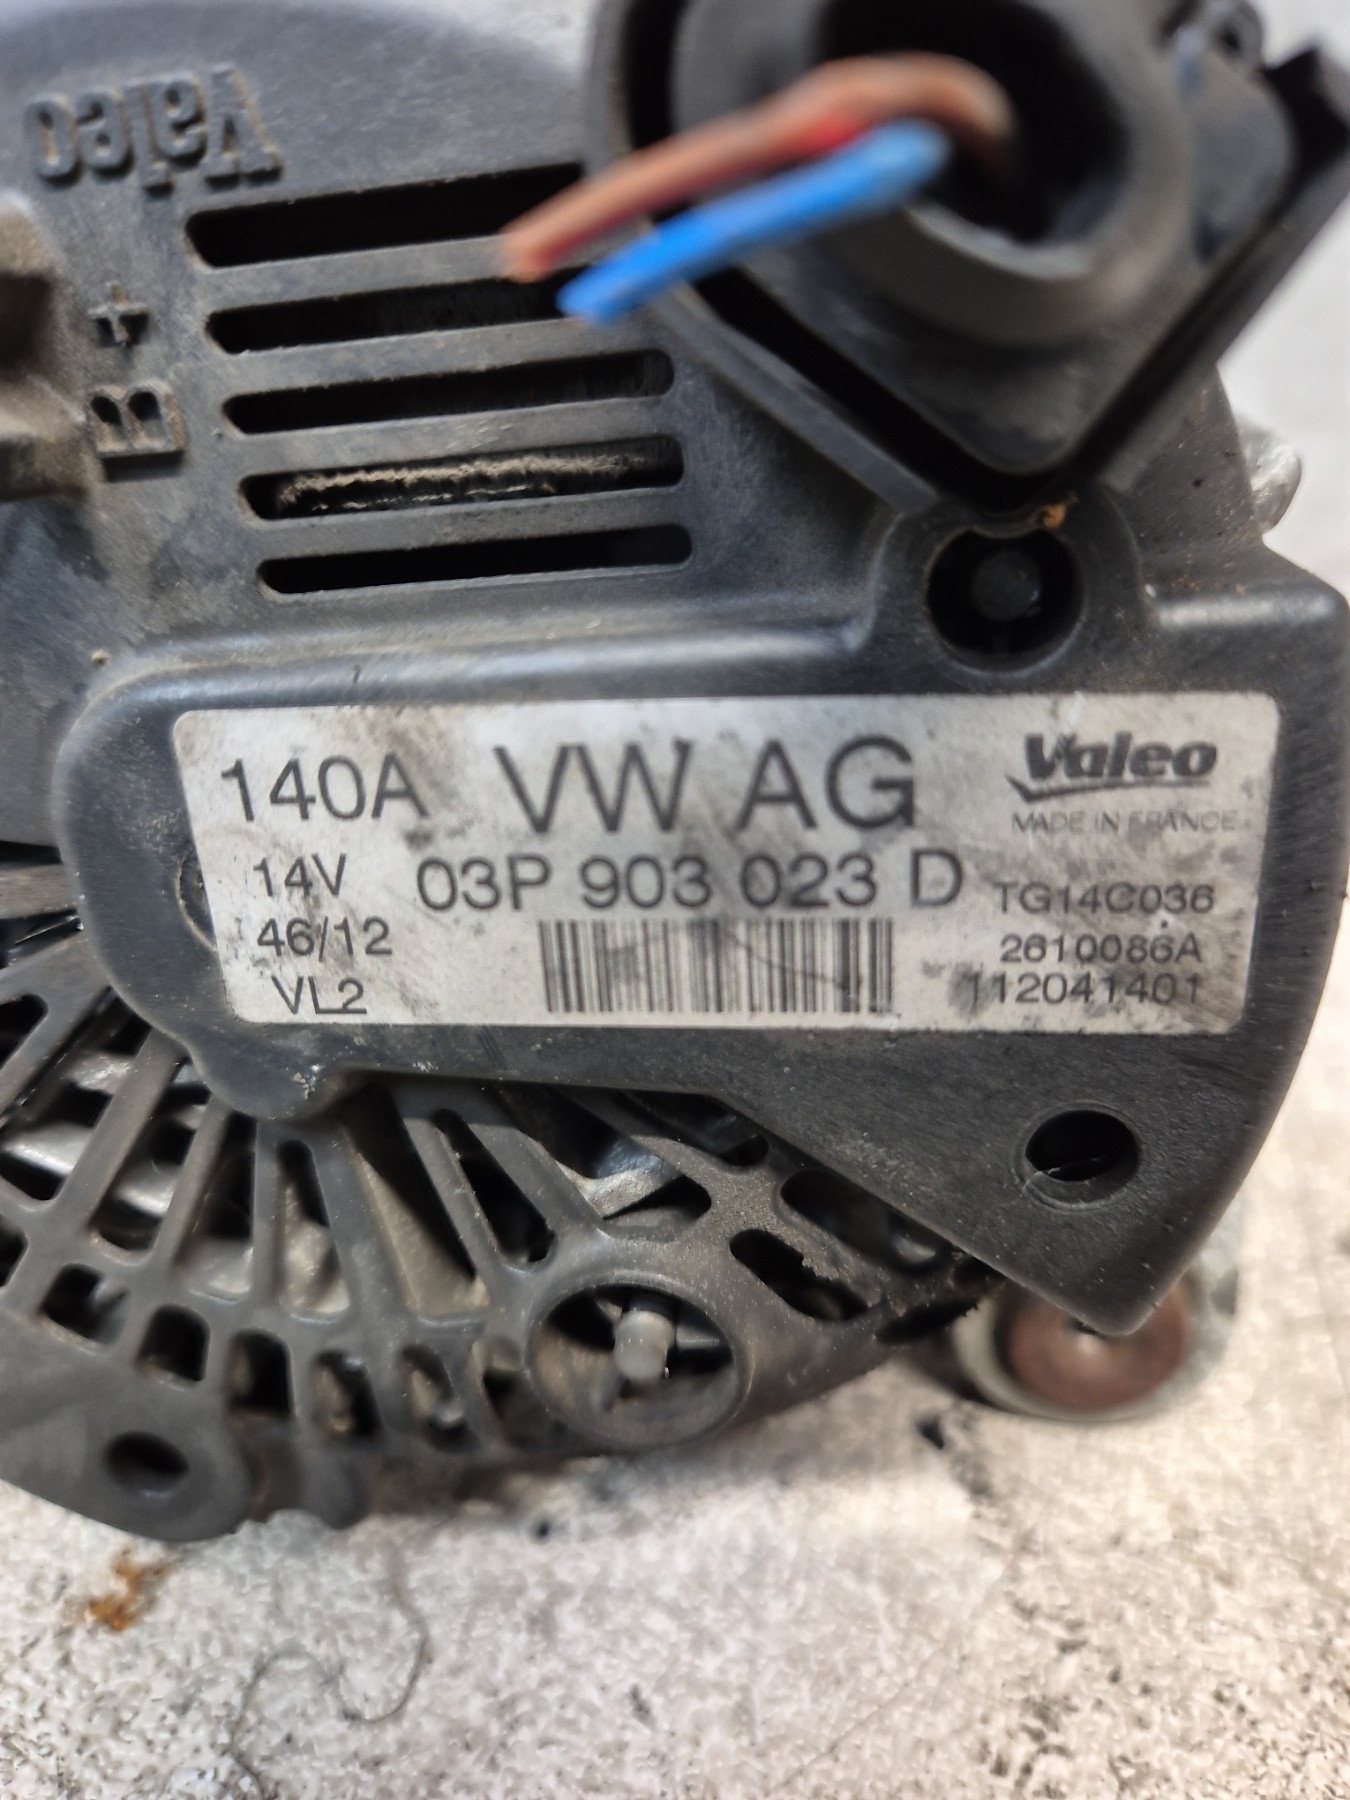 Valeo
B+
140A VW AG Valeo
MADE IN FRANCE
14V 03P 903 023 D TG14C036
46/12 2610086A
VL2 112041401